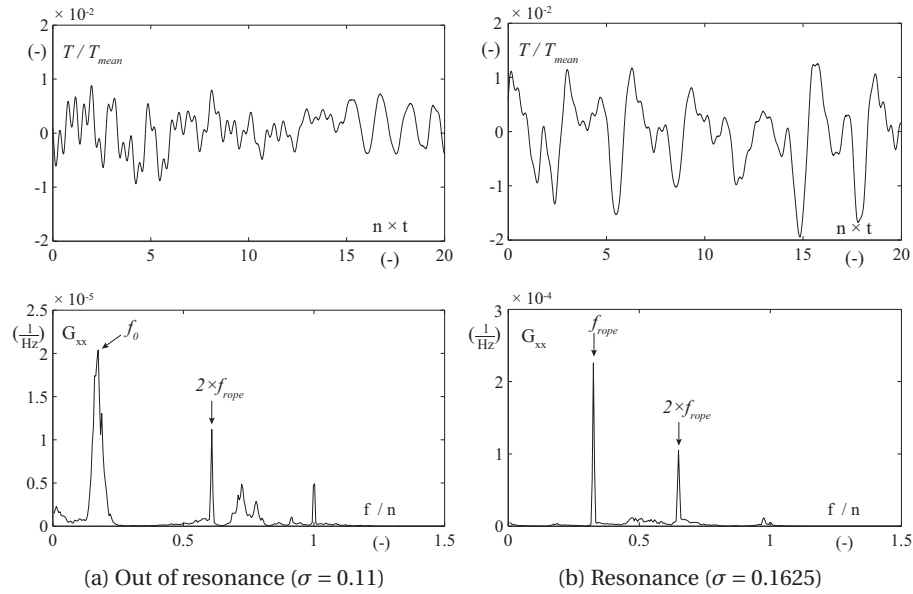 × 10⁻²
(-)
T / T_mean
2
1
0
-1
-2
n × t
0 5 10 15 20
(-)
× 10⁻²
(-)
T / T_mean
2
1
0
-1
-2
n × t
0 5 10 15 20
(-)
× 10⁻⁵
(1/Hz)
G_xx
f_0
2×f_rope
2.5
2
1.5
1
0.5
0
f / n
0 0.5 1 1.5
(-)
(a) Out of resonance (σ = 0.11)
× 10⁻⁴
(1/Hz)
G_xx
f_rope
2×f_rope
3
2
1
0
f / n
0 0.5 1 1.5
(-)
(b) Resonance (σ = 0.1625)